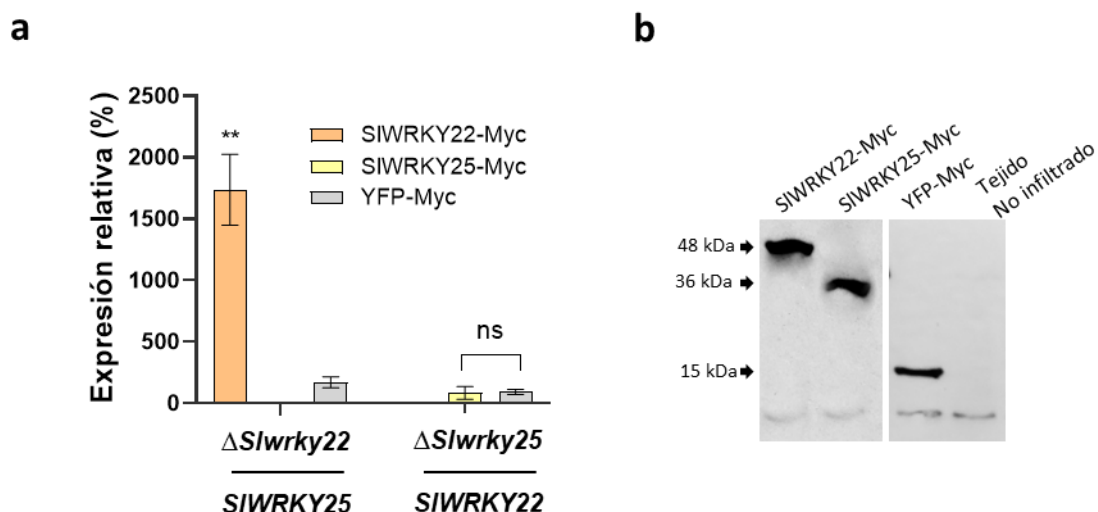 a
Expresión relativa (%)
2500
2000
1500
1000
500
0
**
SlWRKY22-Myc
SlWRKY25-Myc
YFP-Myc
ns
ΔSlwrky22
SlWRKY25
ΔSlwrky25
SlWRKY22
b
SlWRKY22-Myc
SlWRKY25-Myc
YFP-Myc
Tejido
No infiltrado
48 kDa
36 kDa
15 kDa